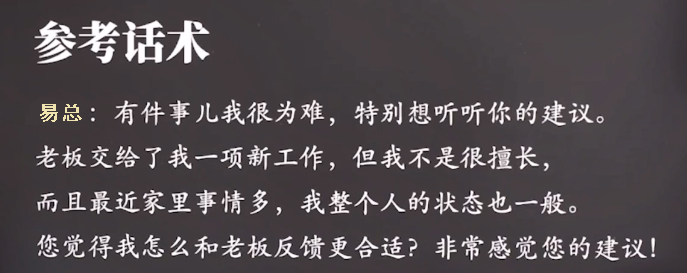 参考话术
易总：有件事儿我很为难，特别想听听你的建议。
老板交给了我一项新工作，但我不是很擅长，
而且最近家里事情多，我整个人的状态也一般。
您觉得我怎么和老板反馈更合适？非常感觉您的建议！